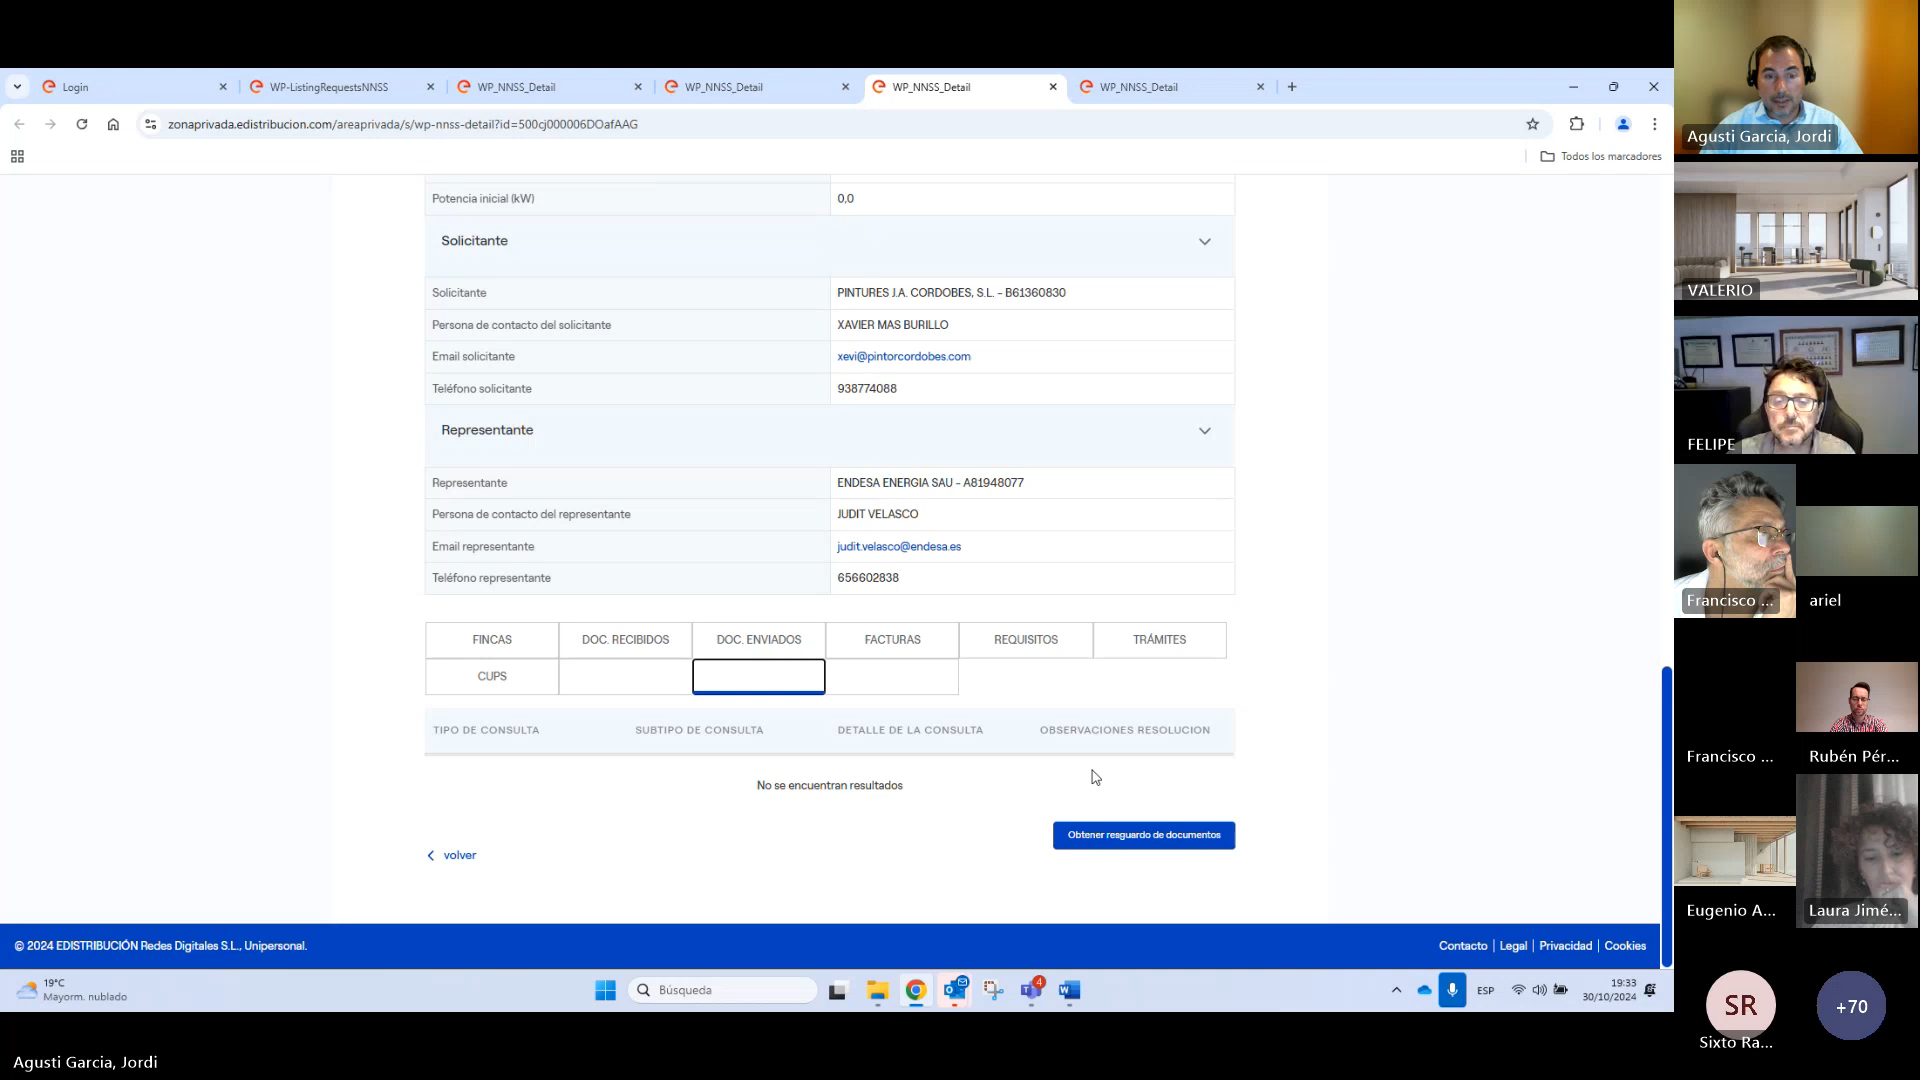 Login
WP-ListingRequestsNNSS
WP_NNSS_Detail
WP_NNSS_Detail
WP_NNSS_Detail
WP_NNSS_Detail
zonaprivada.edistribucion.com/areaprivada/s/wp-nnss-detail?id=500cj000006DOafAAG
Todos los marcadores
Potencia inicial (kW) 0,0
Solicitante
Solicitante PINTURES J.A. CORDOBES, S.L. - B61360830
Persona de contacto del solicitante XAVIER MAS BURILLO
Email solicitante xevi@pintorcordobes.com
Teléfono solicitante 938774088
Representante
Representante ENDESA ENERGIA SAU - A81948077
Persona de contacto del representante JUDIT VELASCO
Email representante judit.velasco@endesa.es
Teléfono representante 656602838
FINCAS DOC. RECIBIDOS DOC. ENVIADOS FACTURAS REQUISITOS TRÁMITES
CUPS
TIPO DE CONSULTA SUBTIPO DE CONSULTA DETALLE DE LA CONSULTA OBSERVACIONES RESOLUCION
No se encuentran resultados
Obtener resguardo de documentos
volver
© 2024 EDISTRIBUCIÓN Redes Digitales S.L., Unipersonal.
Contacto | Legal | Privacidad | Cookies
19°C
Mayorm. nublado
Búsqueda
4
ESP
19:33
30/10/2024
Agusti Garcia, Jordi
Agusti Garcia, Jordi
VALERIO
FELIPE
Francisco ...
ariel
Francisco ...
Rubén Pér...
Eugenio A...
Laura Jimé...
SR
Sixto Ra...
+70